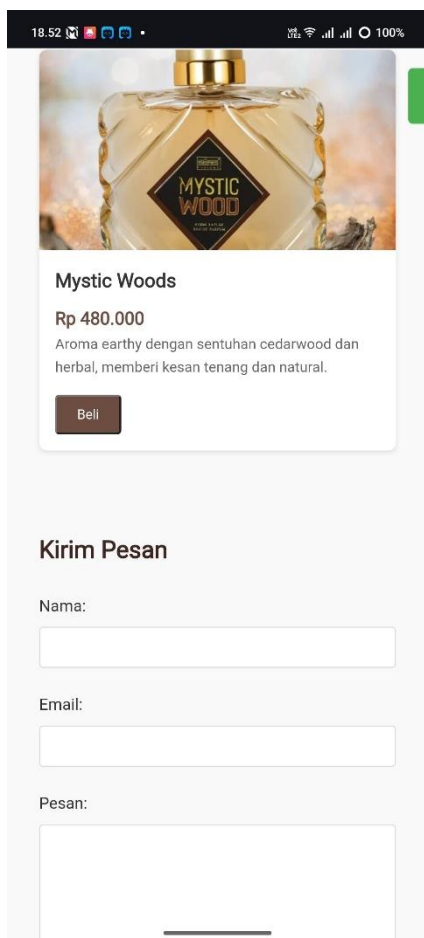 18.52
100%
MYSTIC
WOOD
Mystic Woods
Rp 480.000
Aroma earthy dengan sentuhan cedarwood dan
herbal, memberi kesan tenang dan natural.
Beli
Kirim Pesan
Nama:
Email:
Pesan: